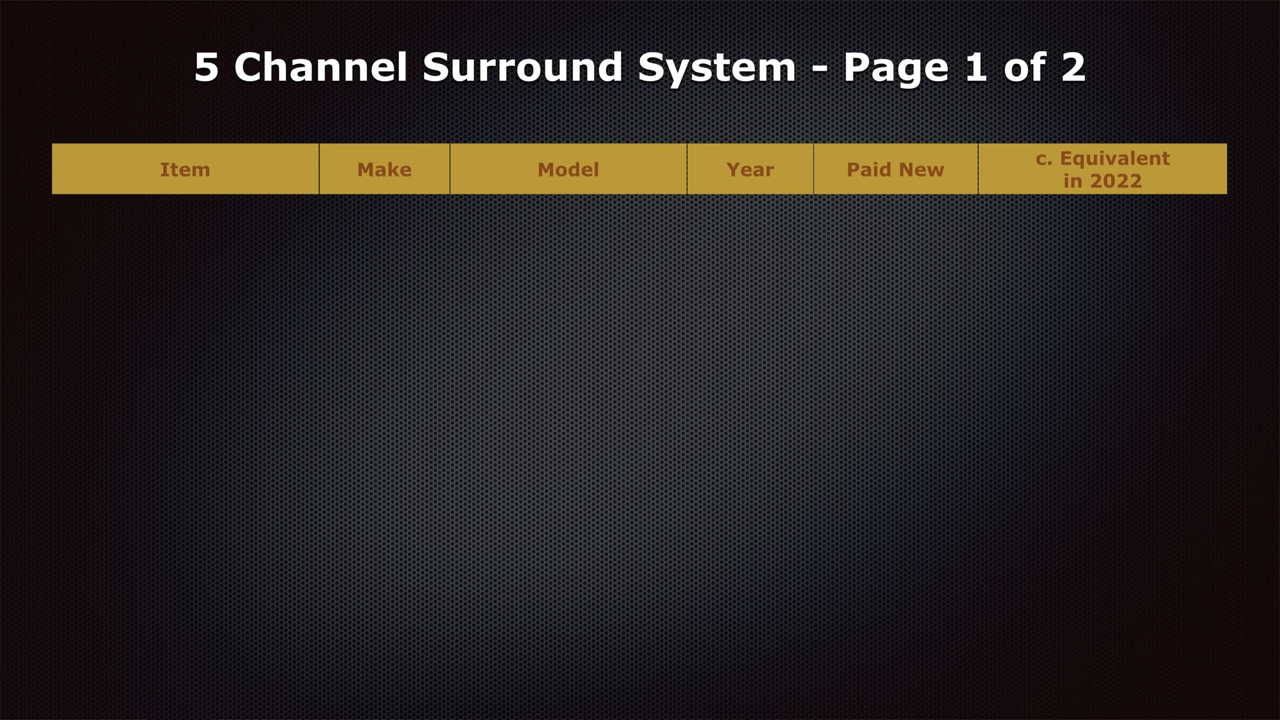 5 Channel Surround System - Page 1 of 2
Item Make Model Year Paid New c. Equivalent
in 2022